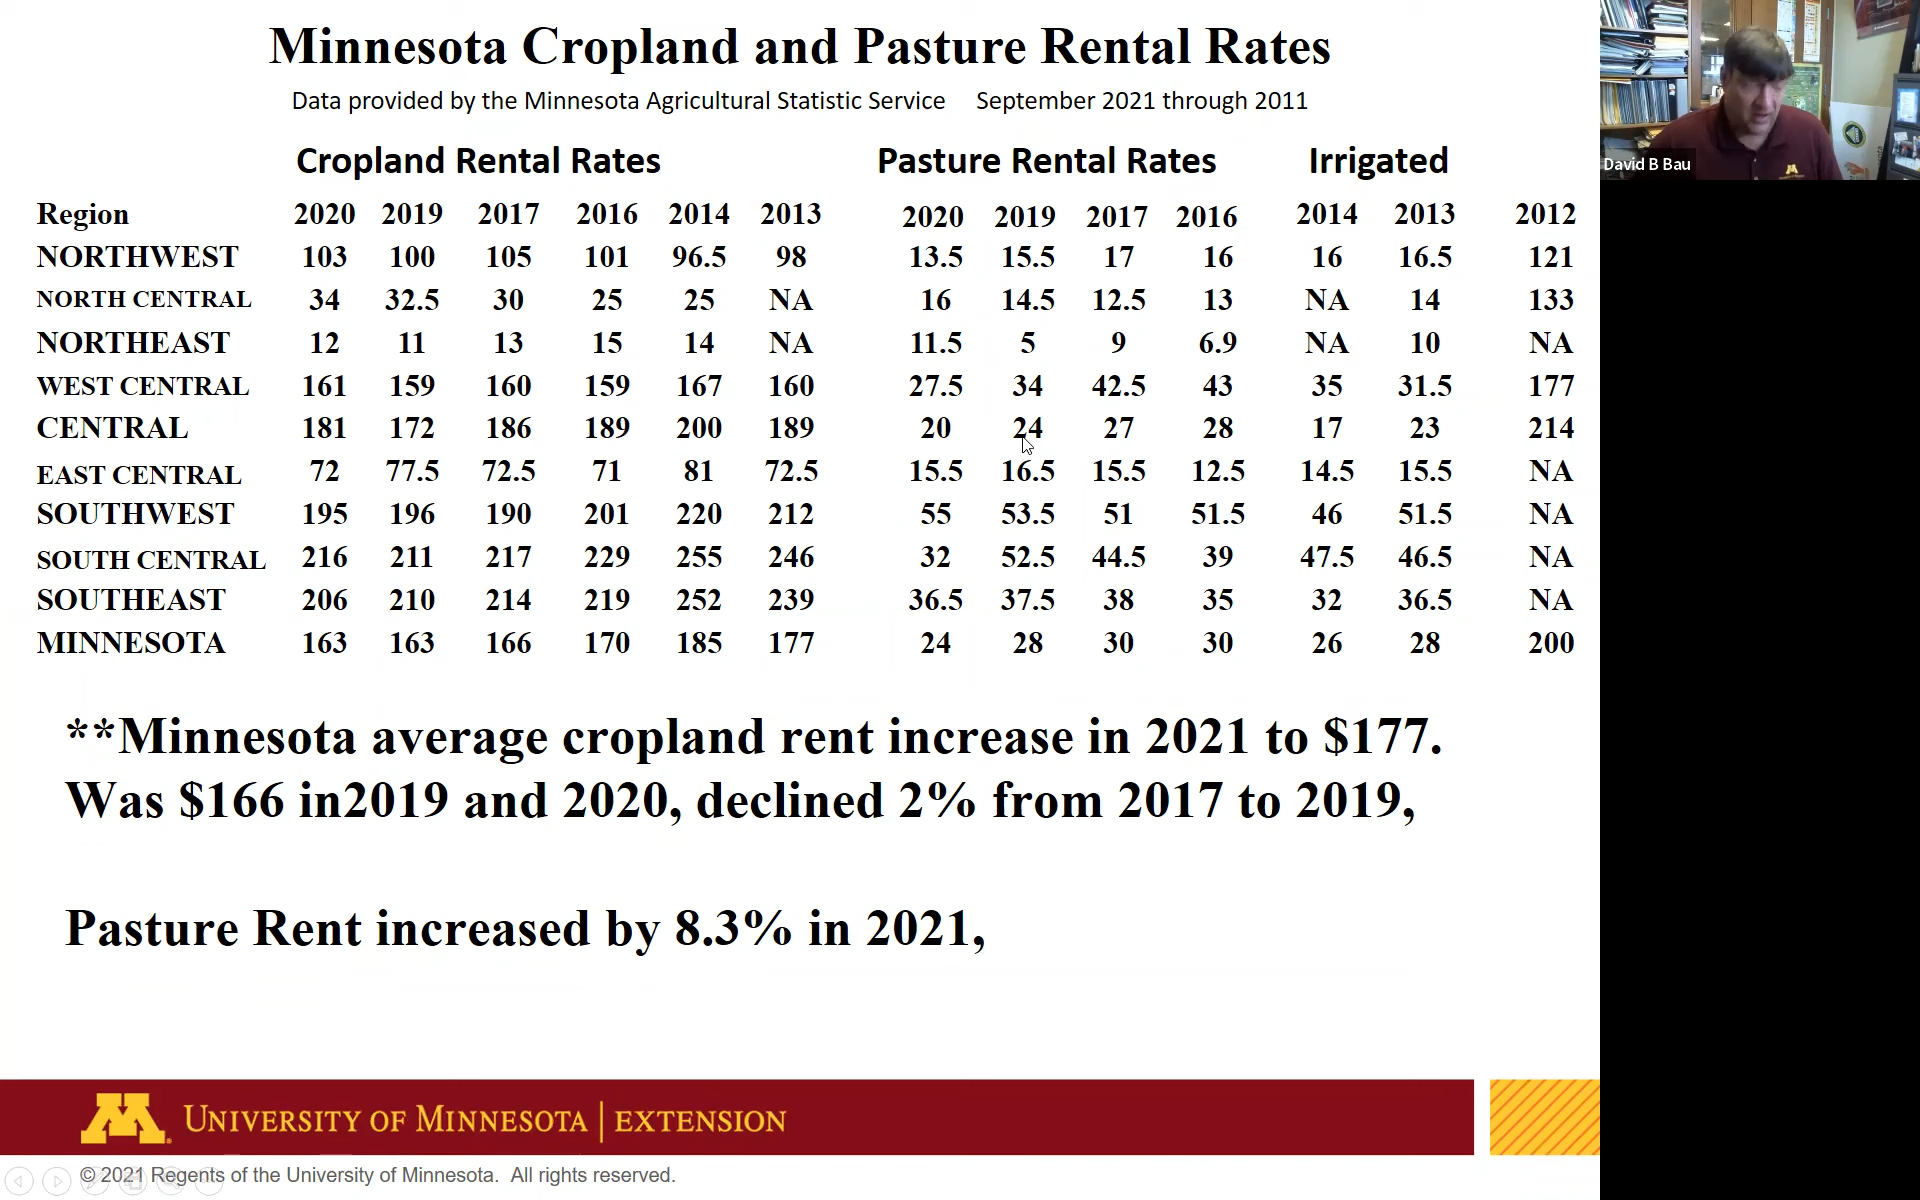 Minnesota Cropland and Pasture Rental Rates
Data provided by the Minnesota Agricultural Statistic Service September 2021 through 2011
Cropland Rental Rates Pasture Rental Rates Irrigated
Region 2020 2019 2017 2016 2014 2013 2020 2019 2017 2016 2014 2013 2012
NORTHWEST 103 100 105 101 96.5 98 13.5 15.5 17 16 16 16.5 121
NORTH CENTRAL 34 32.5 30 25 25 NA 16 14.5 12.5 13 NA 14 133
NORTHEAST 12 11 13 15 14 NA 11.5 5 9 6.9 NA 10 NA
WEST CENTRAL 161 159 160 159 167 160 27.5 34 42.5 43 35 31.5 177
CENTRAL 181 172 186 189 200 189 20 24 27 28 17 23 214
EAST CENTRAL 72 77.5 72.5 71 81 72.5 15.5 16.5 15.5 12.5 14.5 15.5 NA
SOUTHWEST 195 196 190 201 220 212 55 53.5 51 51.5 46 51.5 NA
SOUTH CENTRAL 216 211 217 229 255 246 32 52.5 44.5 39 47.5 46.5 NA
SOUTHEAST 206 210 214 219 252 239 36.5 37.5 38 35 32 36.5 NA
MINNESOTA 163 163 166 170 185 177 24 28 30 30 26 28 200
**Minnesota average cropland rent increase in 2021 to $177.
Was $166 in2019 and 2020, declined 2% from 2017 to 2019,
Pasture Rent increased by 8.3% in 2021,
UNIVERSITY OF MINNESOTA | EXTENSION
© 2021 Regents of the University of Minnesota. All rights reserved.
David B Bau